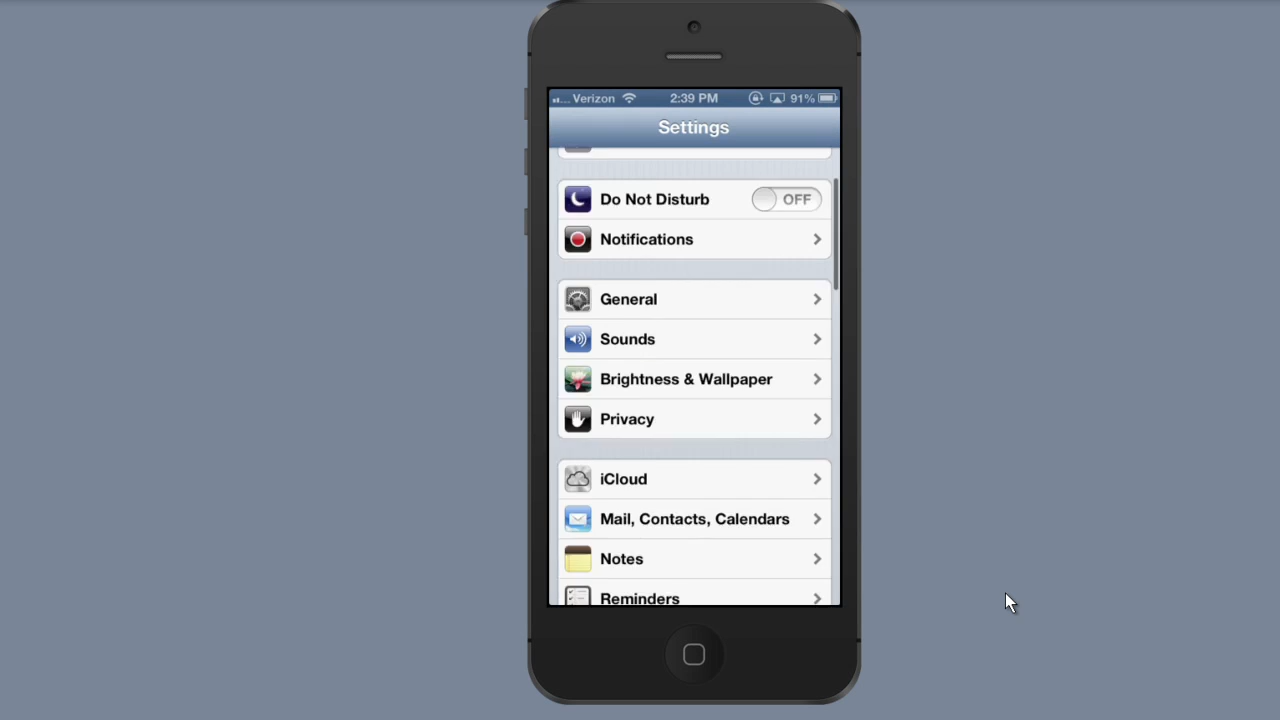 Verizon 2:39 PM 91%
Settings
Do Not Disturb OFF
Notifications
General
Sounds
Brightness & Wallpaper
Privacy
iCloud
Mail, Contacts, Calendars
Notes
Reminders